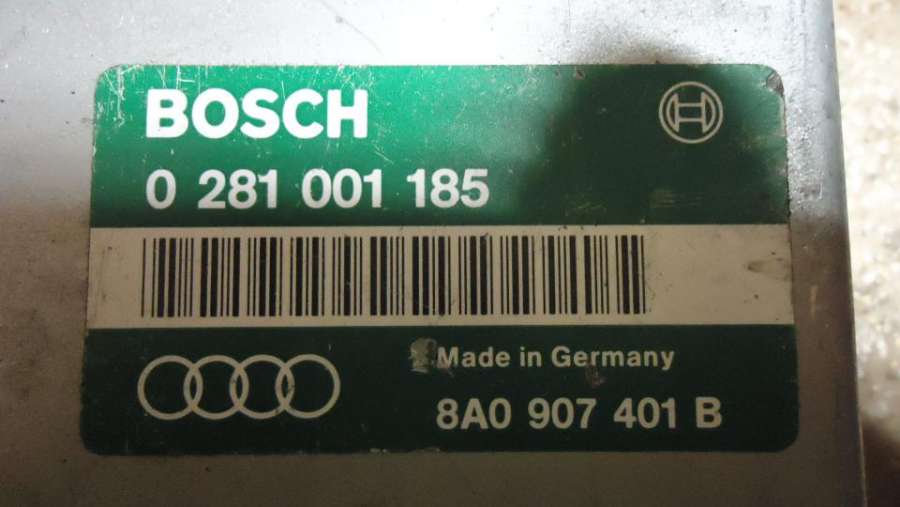 BOSCH
0 281 001 185
Made in Germany
8A0 907 401 B